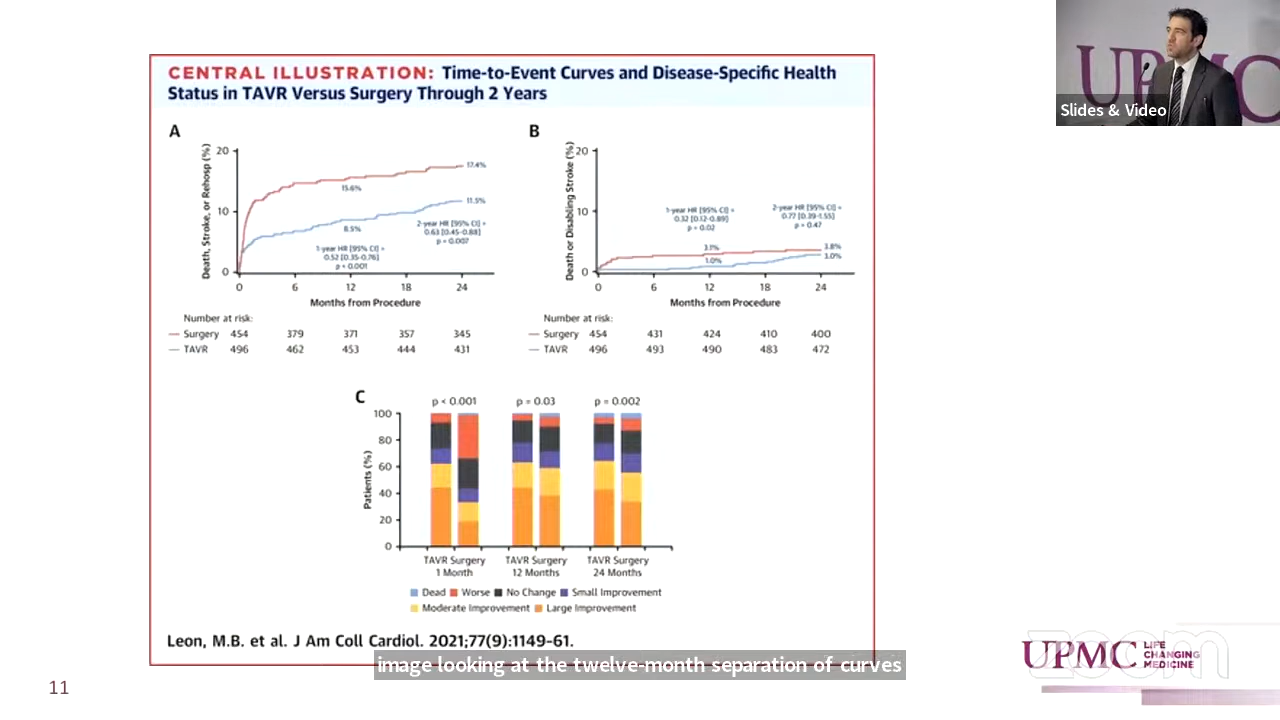 CENTRAL ILLUSTRATION: Time-to-Event Curves and Disease-Specific Health
Status in TAVR Versus Surgery Through 2 Years
A
Death, Stroke, or Rehosp (%)
20
10
0
17.4%
15.6%
11.5%
8.5%
2-year HR [95% CI] =
0.63 [0.45-0.88]
p = 0.007
1-year HR [95% CI] =
0.52 [0.35-0.76]
p < 0.001
0 6 12 18 24
Months from Procedure
Number at risk:
Surgery 454 379 371 357 345
TAVR 496 462 453 444 431
B
Death or Disabling Stroke (%)
20
10
0
1-year HR [95% CI] =
0.32 [0.12-0.89]
p = 0.02
2-year HR [95% CI] =
0.77 [0.39-1.55]
p = 0.47
3.1%
1.0%
3.8%
3.0%
0 6 12 18 24
Months from Procedure
Number at risk:
Surgery 454 431 424 410 400
TAVR 496 493 490 483 472
C
p < 0.001 p = 0.03 p = 0.002
Patients (%)
100
80
60
40
20
0
TAVR Surgery TAVR Surgery TAVR Surgery
1 Month 12 Months 24 Months
Dead Worse No Change Small Improvement
Moderate Improvement Large Improvement
Leon, M.B. et al. J Am Coll Cardiol. 2021;77(9):1149-61.
image looking at the twelve-month separation of curves
11
UPMC
Slides & Video
UPMC LIFE
CHANGING
MEDICINE
zoom